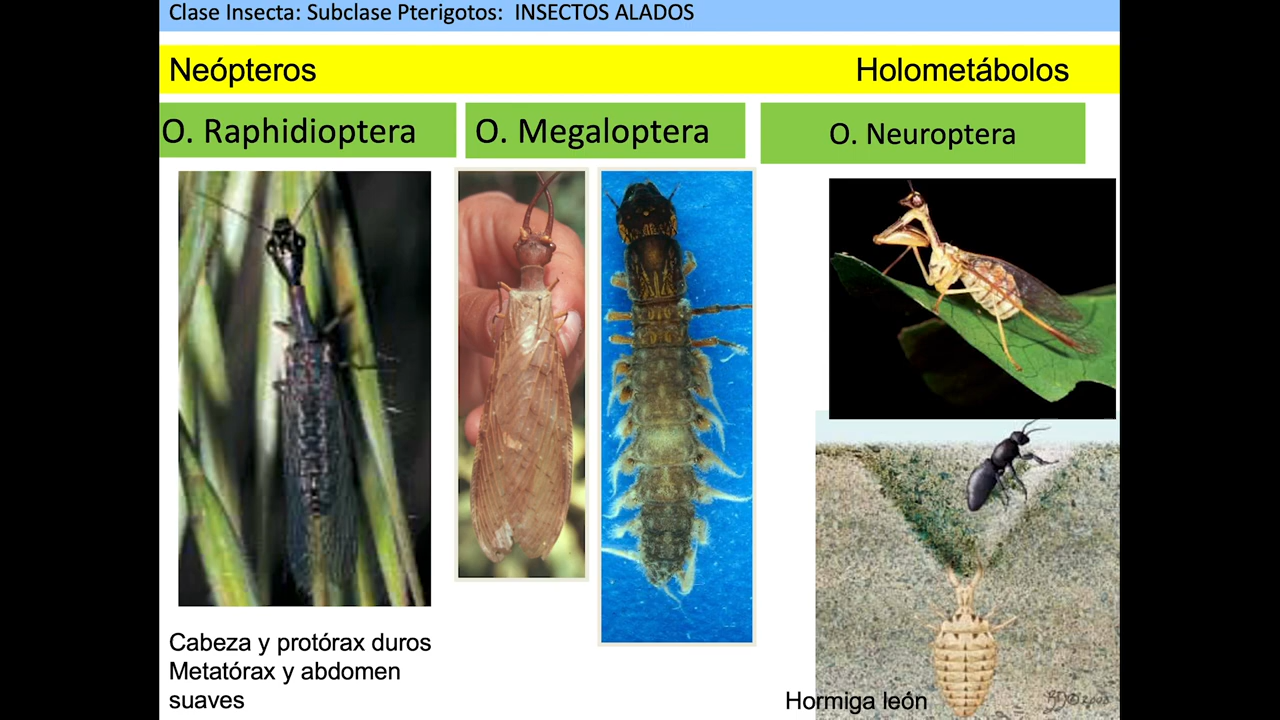 Clase Insecta: Subclase Pterigotos: INSECTOS ALADOS
Neópteros
Holometábolos
O. Raphidioptera
O. Megaloptera
O. Neuroptera
Cabeza y protórax duros
Metatórax y abdomen
suaves
Hormiga león